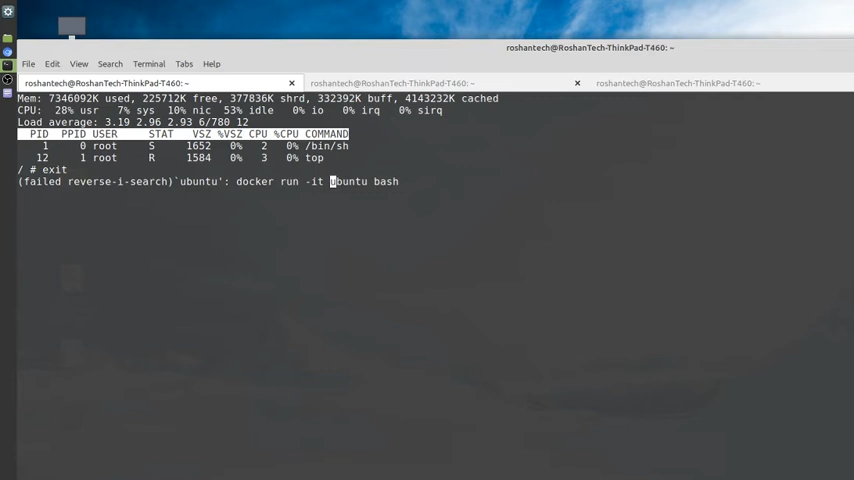 roshantech@RoshanTech-ThinkPad-T460: ~
File Edit View Search Terminal Tabs Help
roshantech@RoshanTech-ThinkPad-T460: ~ × roshantech@RoshanTech-ThinkPad-T460: ~ × roshantech@RoshanTech-ThinkPad-T460: ~
Mem: 7346092K used, 225712K free, 377836K shrd, 332392K buff, 4143232K cached
CPU:  28% usr   7% sys  10% nic  53% idle   0% io   0% irq   0% sirq
Load average: 3.19 2.96 2.93 6/780 12
  PID  PPID USER     STAT   VSZ %VSZ CPU %CPU COMMAND
    1     0 root     S     1652   0%   2   0% /bin/sh
   12     1 root     R     1584   0%   3   0% top
/ # exit
(failed reverse-i-search)`ubuntu': docker run -it ubuntu bash